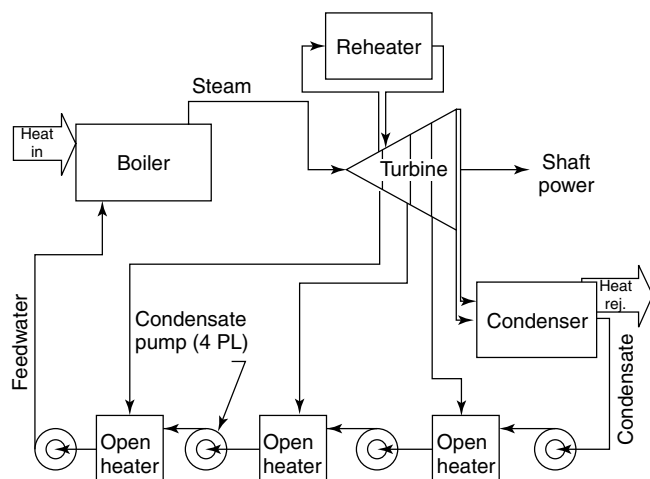 Reheater
Steam
Heat
in
Boiler
Turbine
Shaft
power
Feedwater
Condensate
pump (4 PL)
Condenser
Heat
rej.
Condensate
Open
heater
Open
heater
Open
heater